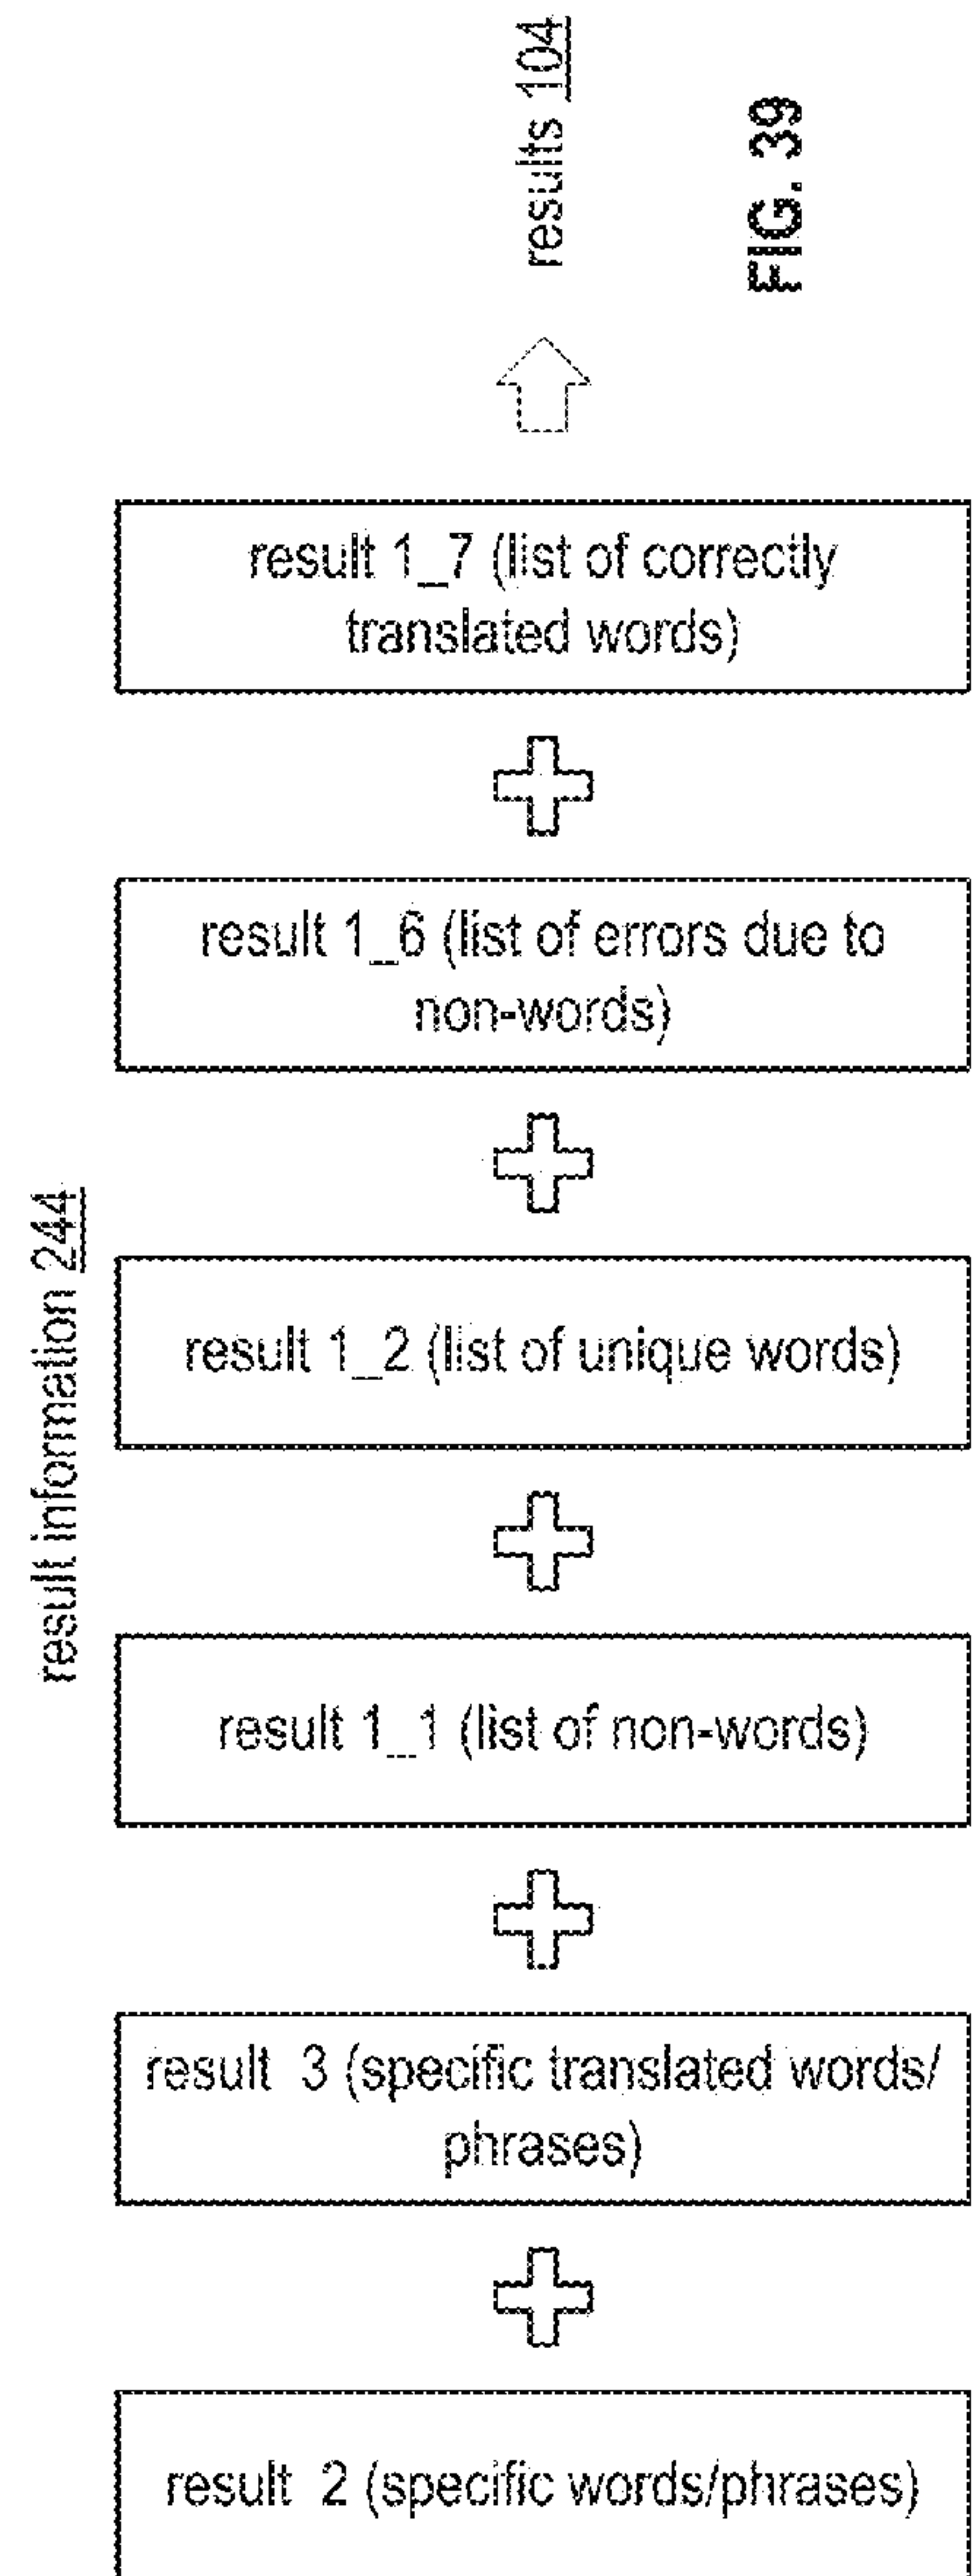 results 104
FIG. 39
result information 244
result 1_7 (list of correctly
translated words)
result 1_6 (list of errors due to
non-words)
result 1_2 (list of unique words)
result 1_1 (list of non-words)
result 3 (specific translated words/
phrases)
result 2 (specific words/phrases)